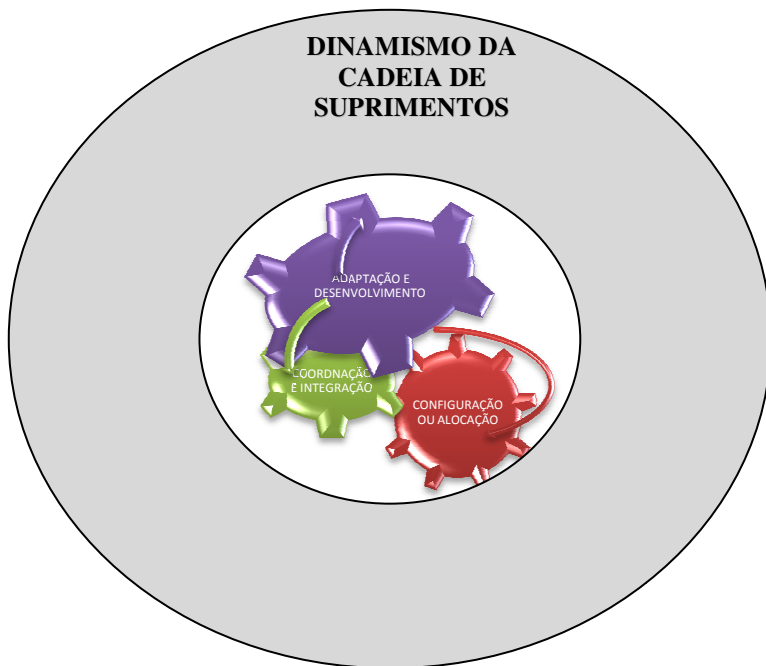 DINAMISMO DA
CADEIA DE
SUPRIMENTOS
ADAPTAÇÃO E
DESENVOLVIMENTO
COORDNAÇÃO
E INTEGRAÇÃO
CONFIGURAÇÃO
OU ALOCAÇÃO